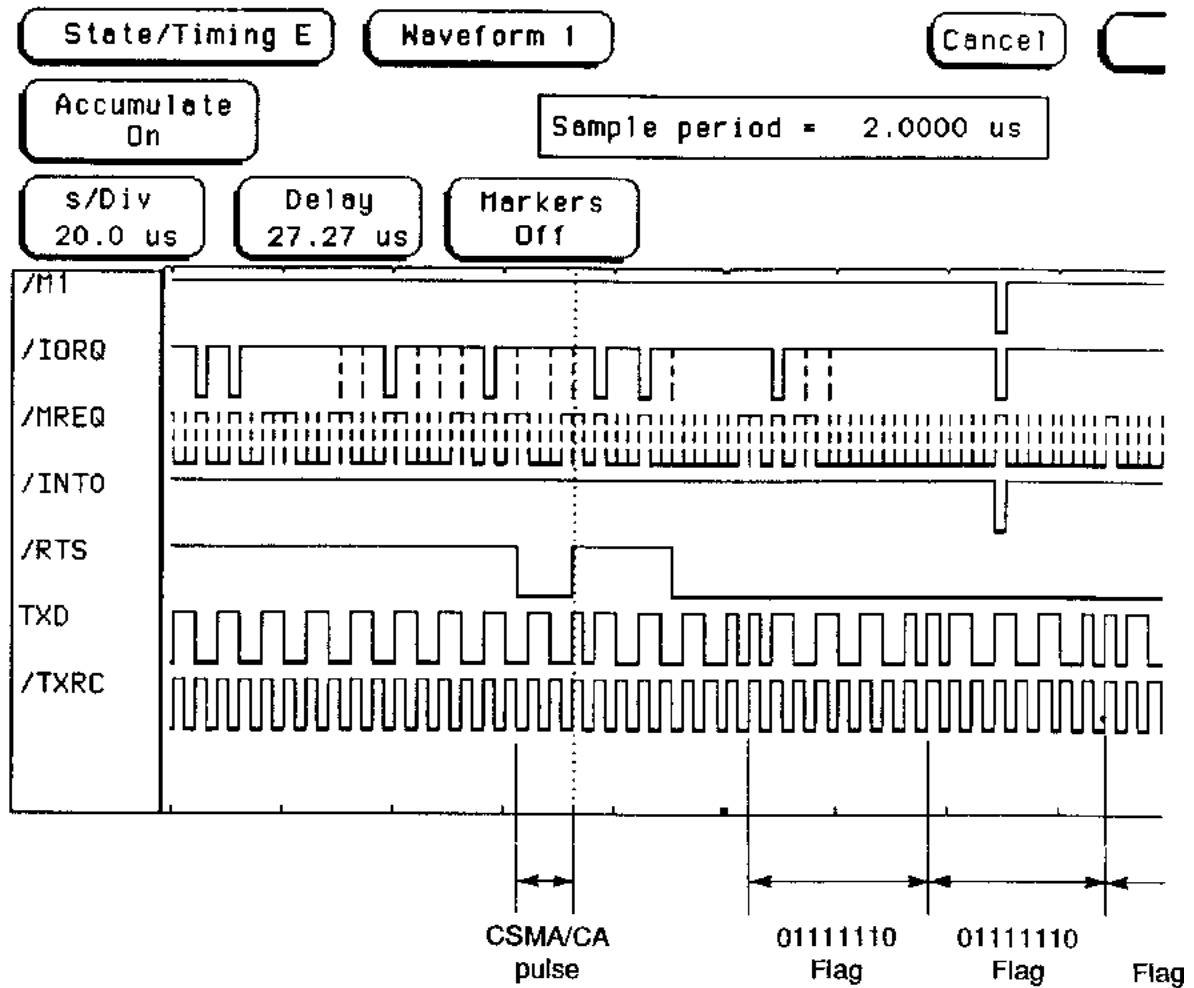 State/Timing E
Waveform 1
Cancel
Accumulate
On
Sample period = 2.0000 us
s/Div
20.0 us
Delay
27.27 us
Markers
Off
/M1
/IORQ
/MREQ
/INT0
/RTS
TXD
/TXRC
CSMA/CA
pulse
01111110
Flag
01111110
Flag
Flag